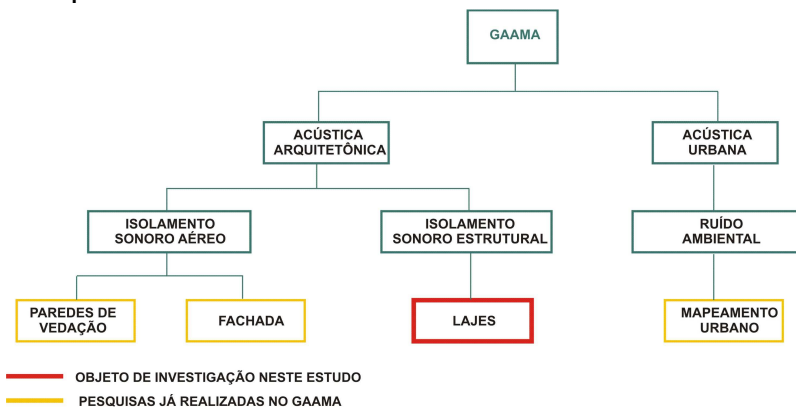 GAAMA
ACÚSTICA
ARQUITETÔNICA
ACÚSTICA
URBANA
ISOLAMENTO
SONORO AÉREO
ISOLAMENTO
SONORO ESTRUTURAL
RUÍDO
AMBIENTAL
PAREDES DE
VEDAÇÃO
FACHADA
LAJES
MAPEAMENTO
URBANO
OBJETO DE INVESTIGAÇÃO NESTE ESTUDO
PESQUISAS JÁ REALIZADAS NO GAAMA